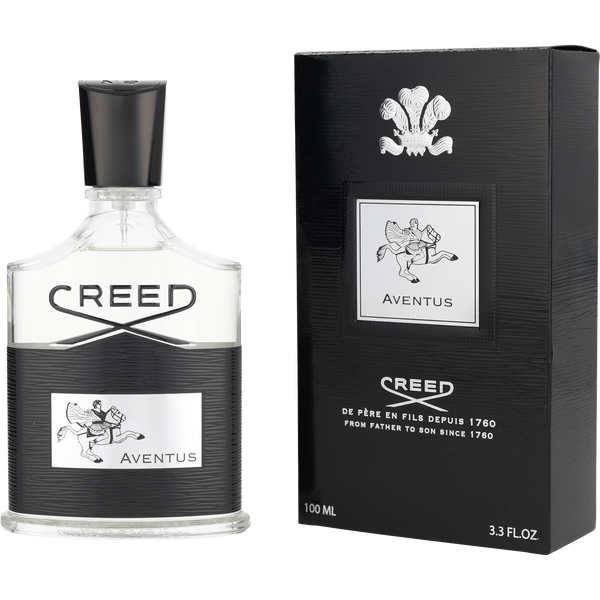 CREED
AVENTUS
AVENTUS
CREED
DE PÈRE EN FILS DEPUIS 1760
FROM FATHER TO SON SINCE 1760
100 ML
3.3 FL.OZ.